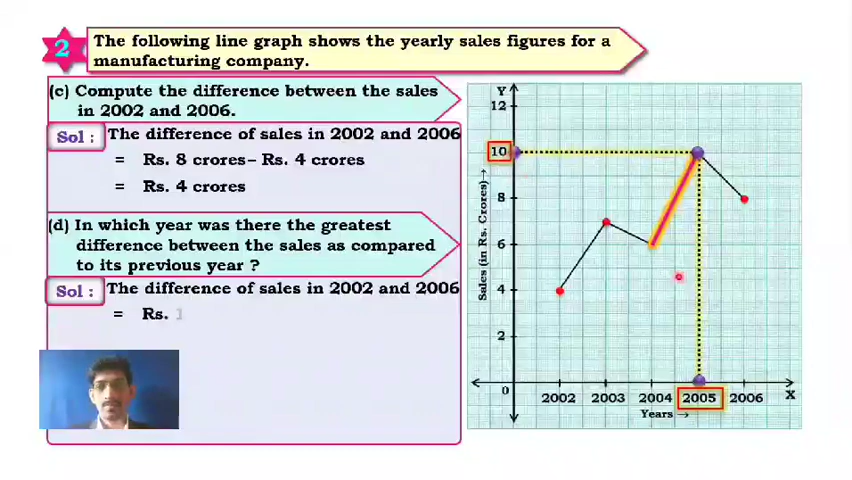 2
The following line graph shows the yearly sales figures for a
manufacturing company.
(c) Compute the difference between the sales
in 2002 and 2006.
Sol :
The difference of sales in 2002 and 2006
= Rs. 8 crores– Rs. 4 crores
= Rs. 4 crores
(d) In which year was there the greatest
difference between the sales as compared
to its previous year ?
Sol :
The difference of sales in 2002 and 2006
= Rs. 1
Y
12
10
8
6
4
2
0
Sales (in Rs. Crores) →
2002 2003 2004 2005 2006 X
Years →